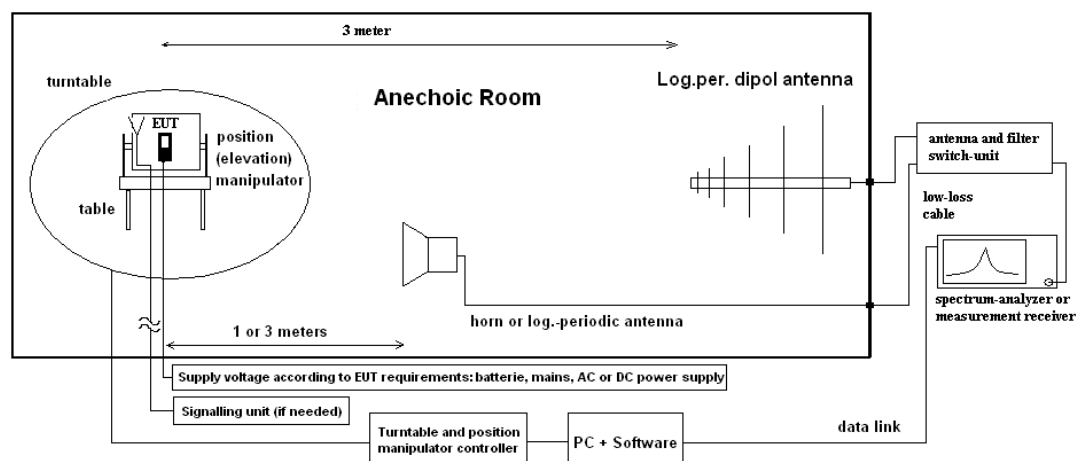 3 meter
turntable
Log.per. dipol antenna
Anechoic Room
EUT
position
(elevation)
manipulator
table
antenna and filter
switch-unit
low-loss
cable
spectrum-analyzer or
measurement receiver
horn or log.-periodic antenna
1 or 3 meters
Supply voltage according to EUT requirements: batterie, mains, AC or DC power supply
Signalling unit (if needed)
Turntable and position
manipulator controller
PC + Software
data link